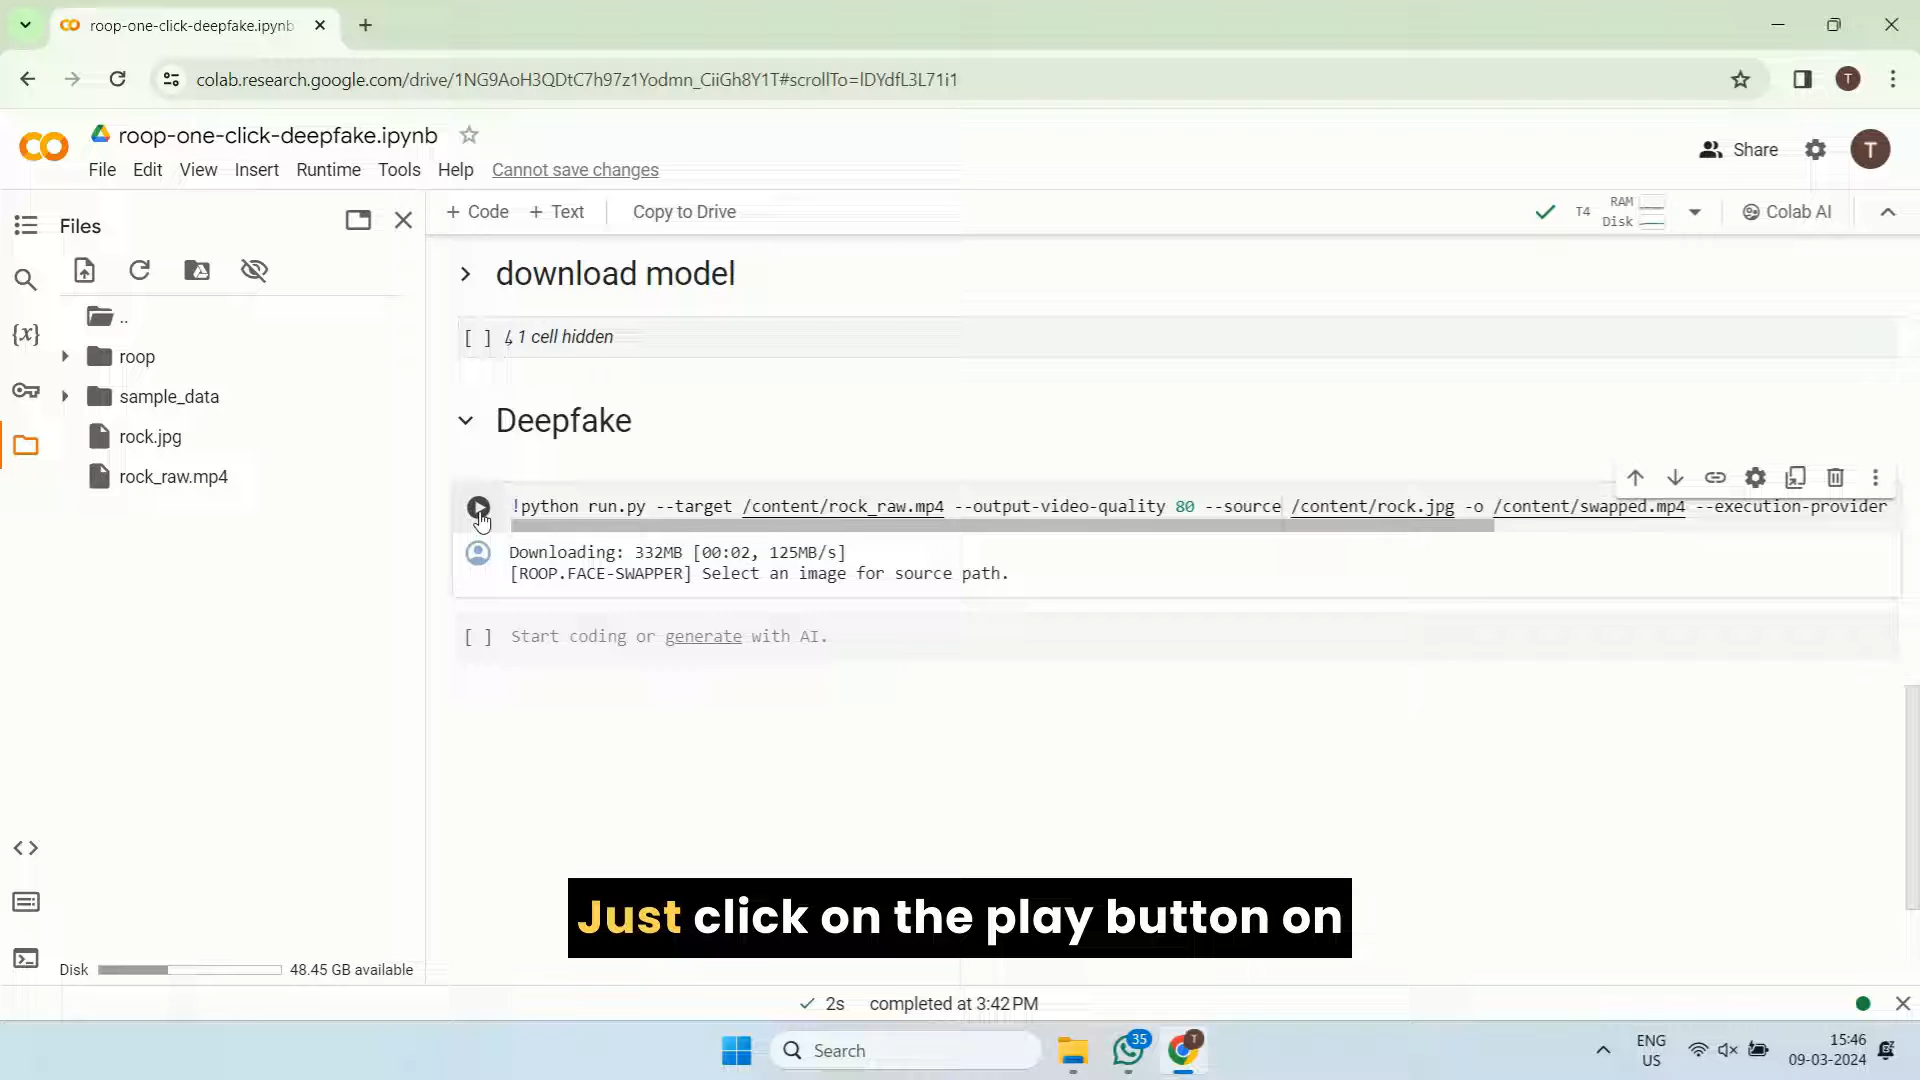 roop-one-click-deepfake.ipynb
colab.research.google.com/drive/1NG9AoH3QDtC7h97z1Yodmn_CiiGh8Y1T#scrollTo=lDYdfL3L71i1
T
roop-one-click-deepfake.ipynb
Share
T
File Edit View Insert Runtime Tools Help Cannot save changes
Files
+ Code + Text Copy to Drive
T4 RAM
Disk
Colab AI
download model
[ ] 1 cell hidden
..
roop
sample_data
rock.jpg
rock_raw.mp4
{x}
Deepfake
!python run.py --target /content/rock_raw.mp4 --output-video-quality 80 --source /content/rock.jpg -o /content/swapped.mp4 --execution-provider
Downloading: 332MB [00:02, 125MB/s]
[ROOP.FACE-SWAPPER] Select an image for source path.
[ ] Start coding or generate with AI.
Just click on the play button on
Disk 48.45 GB available
2s completed at 3:42 PM
Search
35
T
ENG
US
15:46
09-03-2024